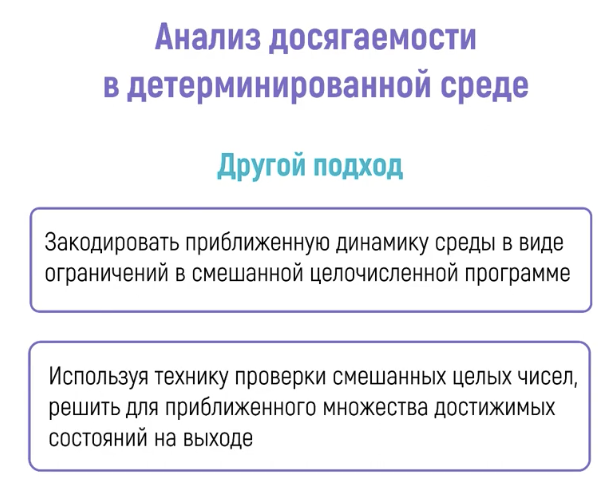 Анализ досягаемости
в детерминированной среде
Другой подход
Закодировать приближенную динамику среды в виде
ограничений в смешанной целочисленной программе
Используя технику проверки смешанных целых чисел,
решить для приближенного множества достижимых
состояний на выходе